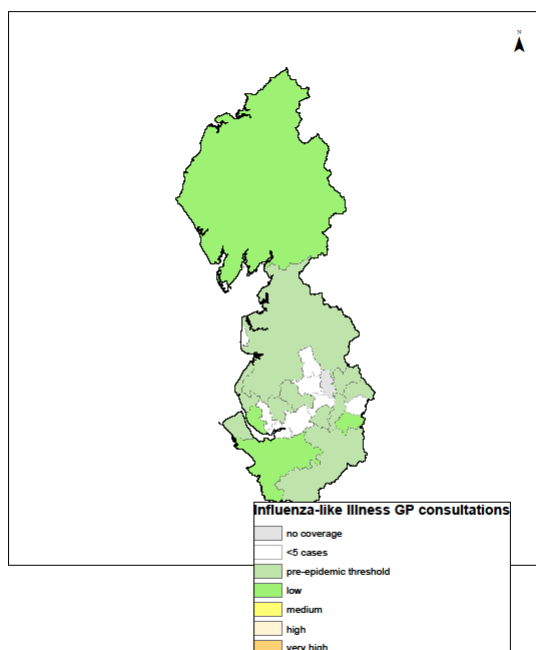 N
Influenza-like Illness GP consultations
no coverage
<5 cases
pre-epidemic threshold
low
medium
high
very high